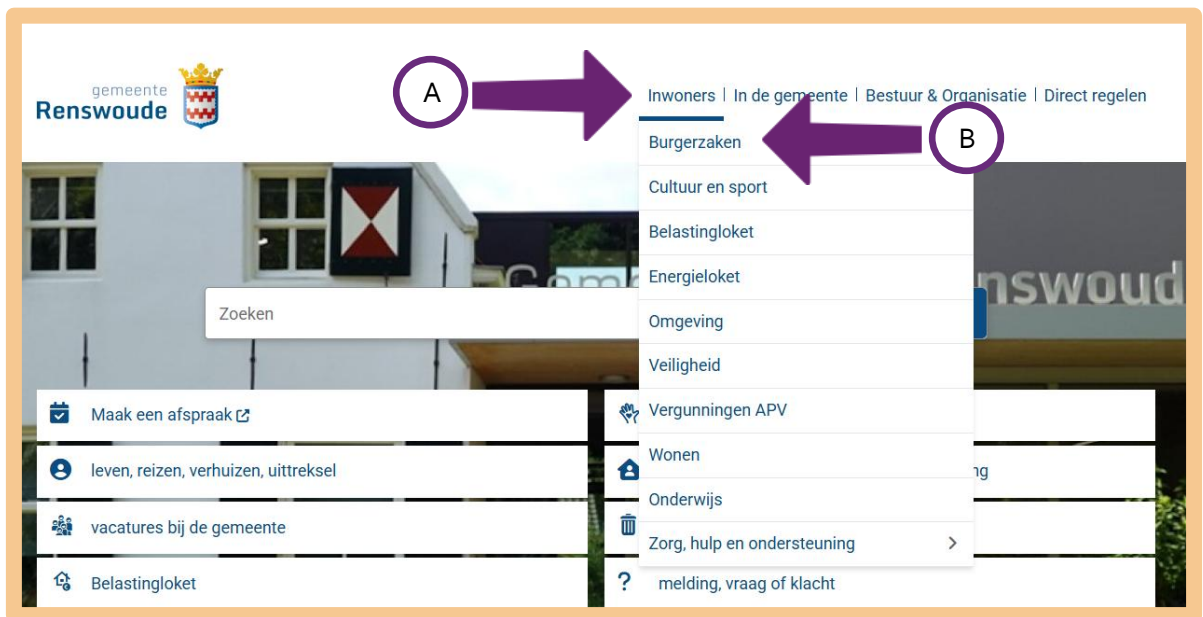 gemeente
Renswoude
A
Inwoners | In de gemeente | Bestuur & Organisatie | Direct regelen
Burgerzaken
B
Cultuur en sport
Belastingloket
Energieloket
Omgeving
Veiligheid
Vergunningen APV
Wonen
Onderwijs
Zorg, hulp en ondersteuning
Zoeken
Maak een afspraak
leven, reizen, verhuizen, uittreksel
vacatures bij de gemeente
Belastingloket
? melding, vraag of klacht